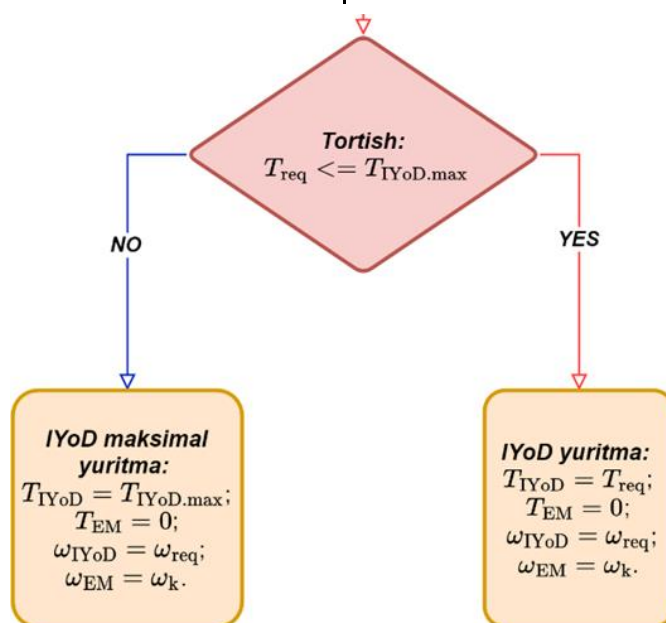 Tortish:
T_req <= T_IYoD.max
NO
YES
IYoD maksimal
yuritma:
T_IYoD = T_IYoD.max;
T_EM = 0;
ω_IYoD = ω_req;
ω_EM = ω_k.
IYoD yuritma:
T_IYoD = T_req;
T_EM = 0;
ω_IYoD = ω_req;
ω_EM = ω_k.